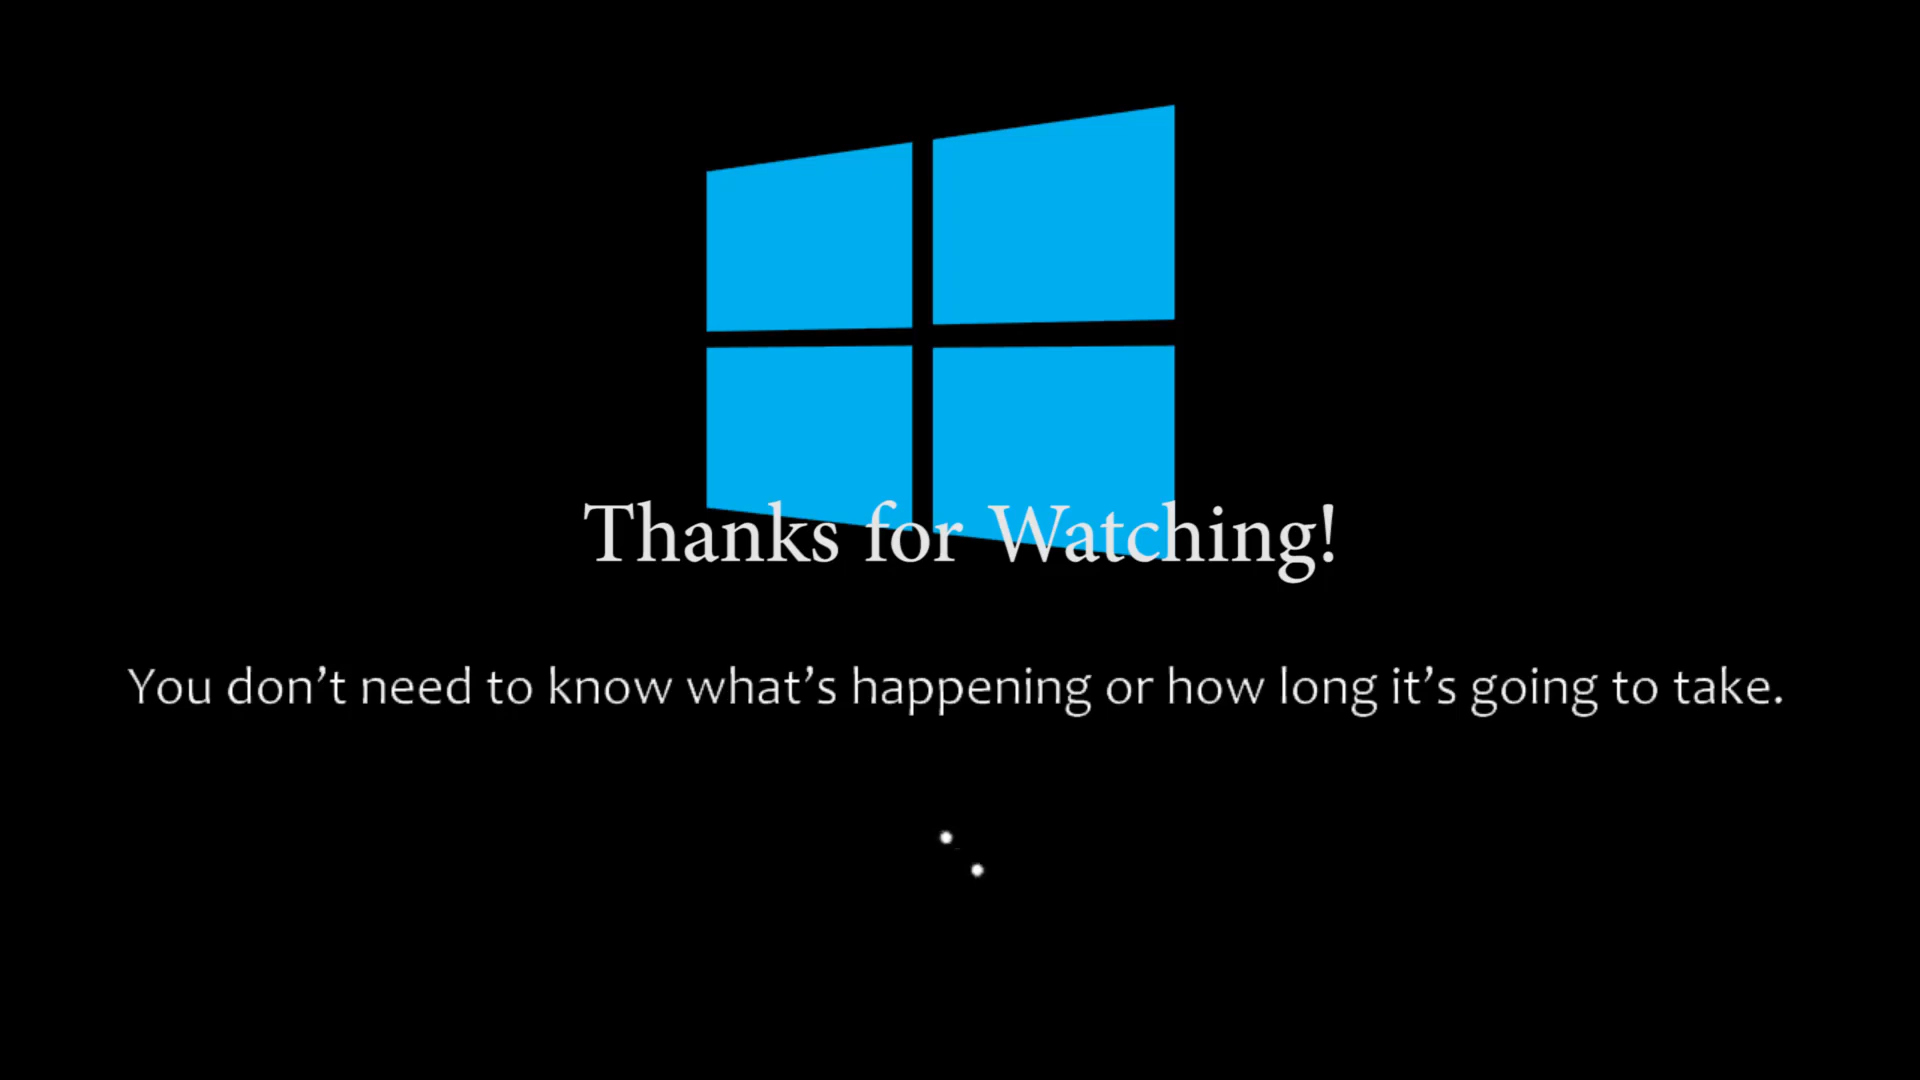 Thanks for Watching!
You don’t need to know what’s happening or how long it’s going to take.